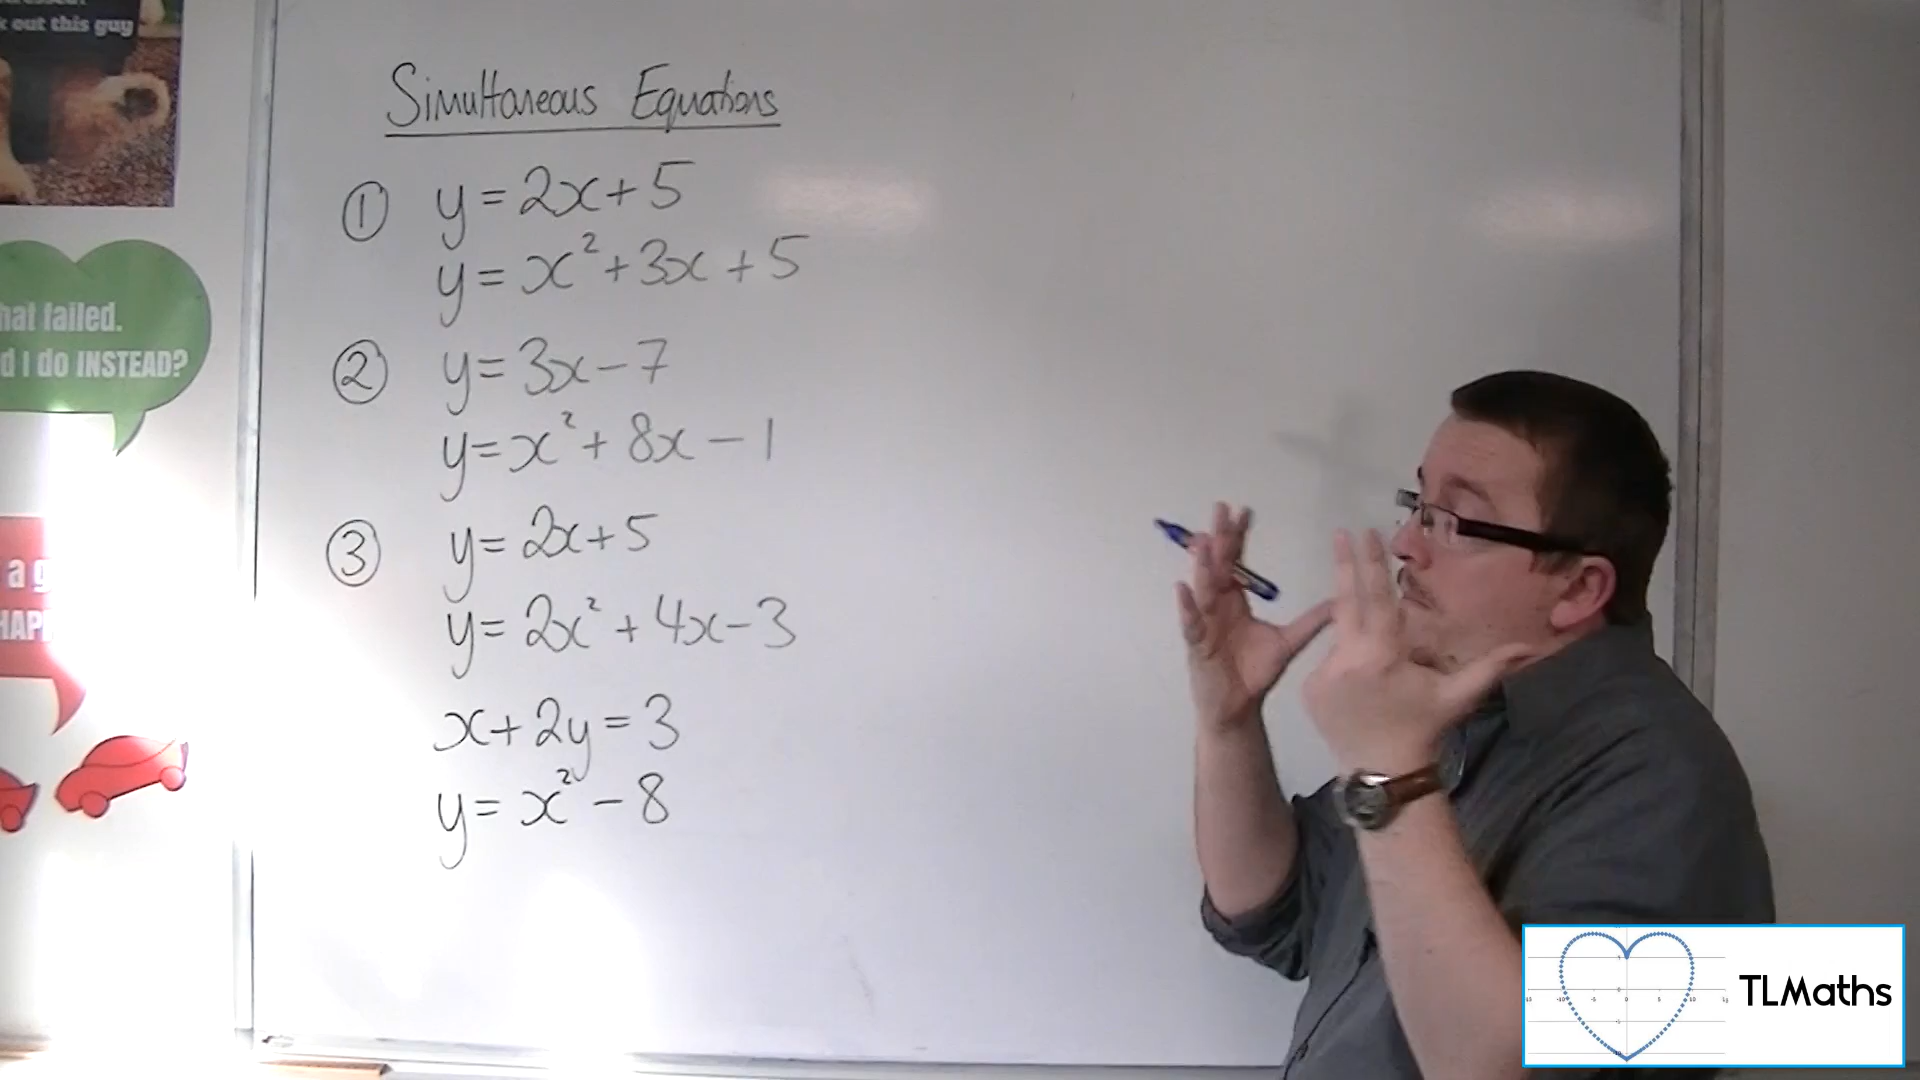 k out this guy
Simultaneous Equations
① y = 2x + 5
y = x² + 3x + 5
② y = 3x - 7
y = x² + 8x - 1
③ y = 2x + 5
y = 2x² + 4x - 3
x + 2y = 3
y = x² - 8
hat failed.
d I do INSTEAD?
a g
HAP
TLMaths